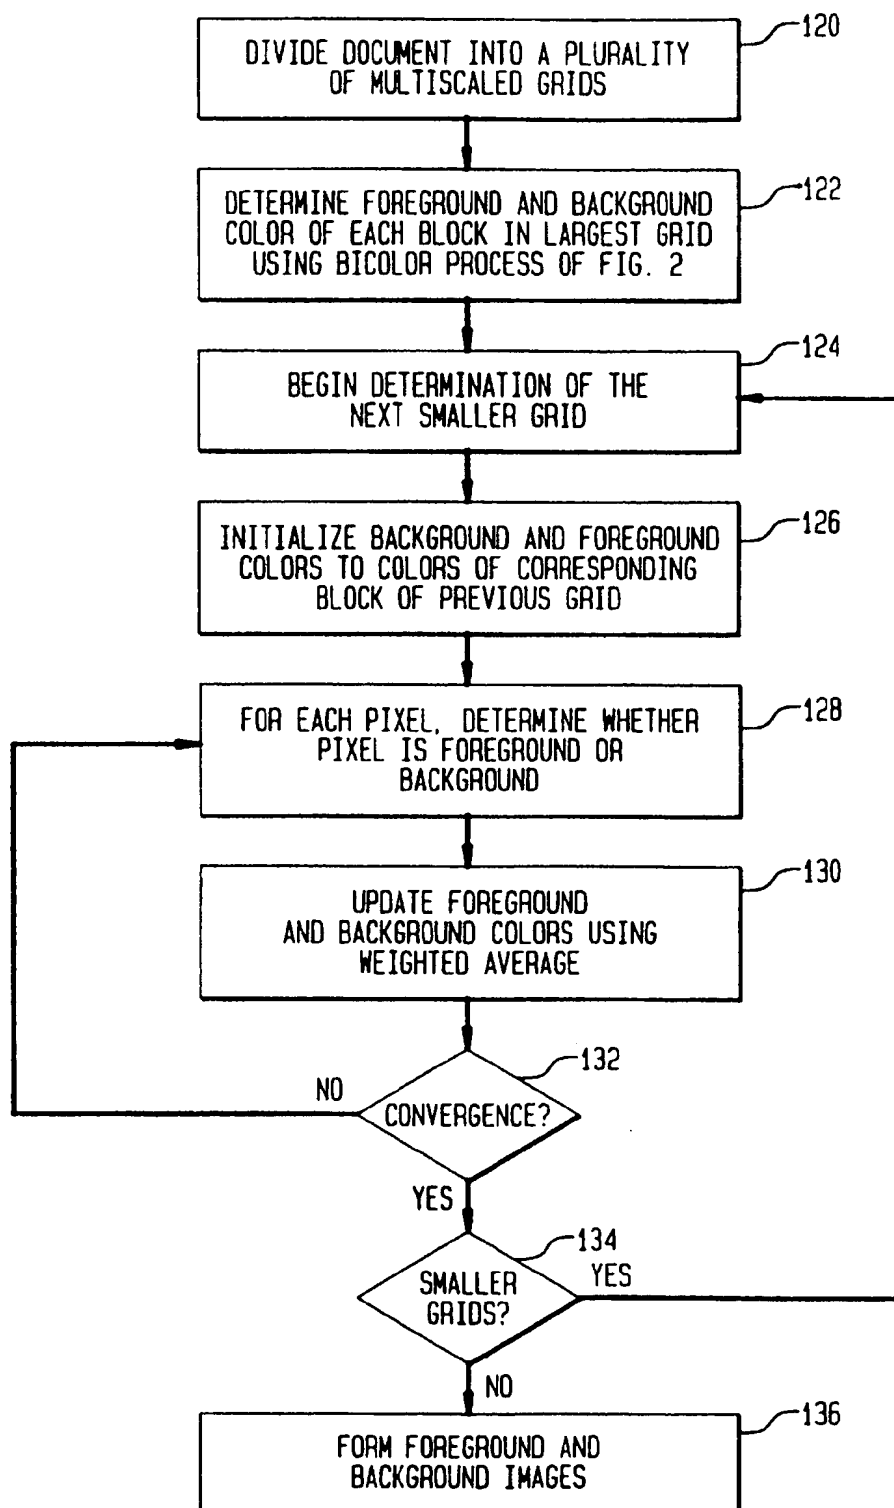 120
DIVIDE DOCUMENT INTO A PLURALITY
OF MULTISCALED GRIDS
122
DETERMINE FOREGROUND AND BACKGROUND
COLOR OF EACH BLOCK IN LARGEST GRID
USING BICOLOR PROCESS OF FIG. 2
124
BEGIN DETERMINATION OF THE
NEXT SMALLER GRID
126
INITIALIZE BACKGROUND AND FOREGROUND
COLORS TO COLORS OF CORRESPONDING
BLOCK OF PREVIOUS GRID
128
FOR EACH PIXEL, DETERMINE WHETHER
PIXEL IS FOREGROUND OR
BACKGROUND
130
UPDATE FOREGROUND
AND BACKGROUND COLORS USING
WEIGHTED AVERAGE
132
NO
CONVERGENCE?
YES
134
SMALLER
GRIDS?
YES
NO
136
FORM FOREGROUND AND
BACKGROUND IMAGES